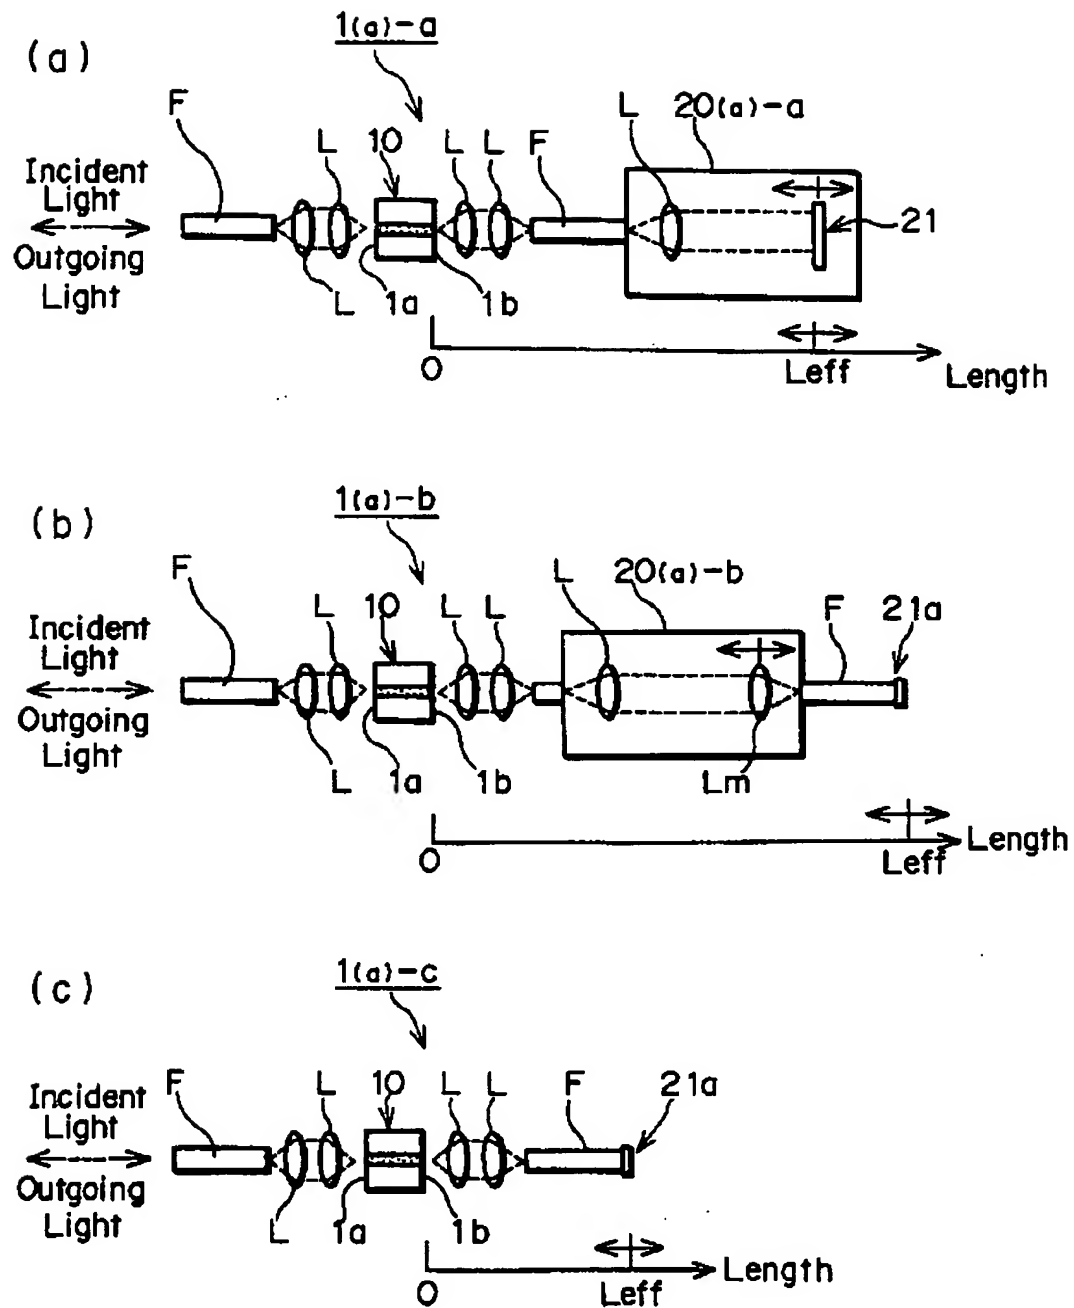 (a)
1(a)-a
F
L
10
L
L
F
L
20(a)-a
Incident
Light
Outgoing
Light
L
1a
1b
21
0
Leff
Length
(b)
1(a)-b
F
L
10
L
L
L
20(a)-b
F
21a
Incident
Light
Outgoing
Light
L
1a
1b
Lm
0
Leff
Length
(c)
1(a)-c
F
L
10
L
L
F
21a
Incident
Light
Outgoing
Light
L
1a
1b
0
Leff
Length